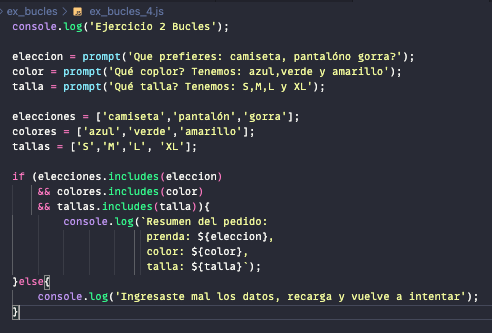 ex_bucles > JS ex_bucles_4.js
console.log('Ejercicio 2 Bucles');
eleccion = prompt('Que prefieres: camiseta, pantalóno gorra?');
color = prompt('Qué coplor? Tenemos: azul,verde y amarillo');
talla = prompt('Qué talla? Tenemos: S,M,L y XL');
elecciones = ['camiseta','pantalón','gorra'];
colores = ['azul','verde','amarillo'];
tallas = ['S','M','L', 'XL'];
if (elecciones.includes(eleccion)
&& colores.includes(color)
&& tallas.includes(talla)){
console.log(`Resumen del pedido:
prenda: ${eleccion},
color: ${color},
talla: ${talla}`);
}else{
console.log('Ingresaste mal los datos, recarga y vuelve a intentar');
}